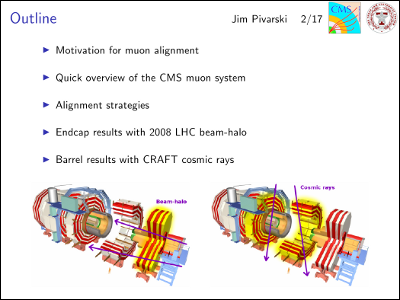 Outline
Jim Pivarski 2/17
CMS
Motivation for muon alignment
Quick overview of the CMS muon system
Alignment strategies
Endcap results with 2008 LHC beam-halo
Barrel results with CRAFT cosmic rays
Beam-halo
Cosmic rays